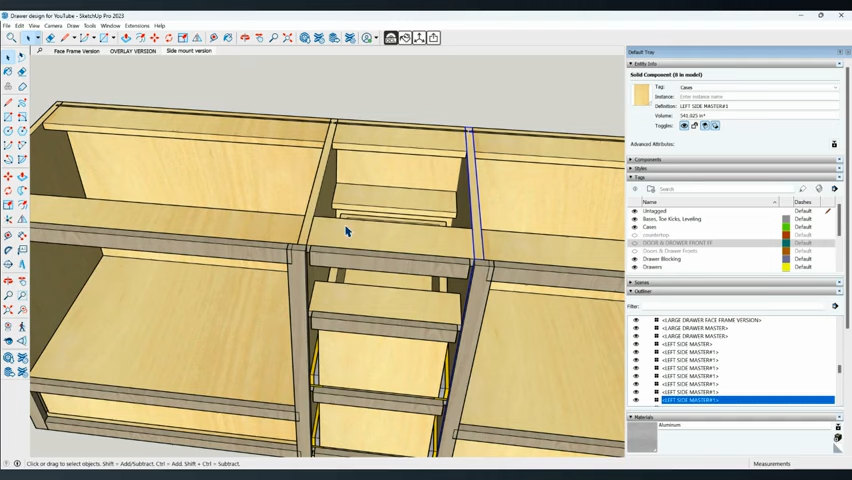 Drawer design for YouTube - SketchUp Pro 2023
File Edit View Camera Draw Tools Window Extensions Help
Face Frame Version OVERLAY VERSION Side mount version
Default Tray
Entity Info
Solid Component (8 in model)
Tag: Cases
Instance: Enter instance name
Definition: LEFT SIDE MASTER#1
Volume: 541.025 in³
Toggles:
Advanced Attributes:
Components
Styles
Tags
Search
Name Dashes
Untagged Default
Bases, Toe Kicks, Leveling Default
Cases Default
countertop Default
DOORS & DRAWER FRONT FF Default
Doors & Drawer Fronts Default
Drawer Blocking Default
Drawers Default
Scenes
Outliner
Filter:
<LARGE DRAWER FACE FRAME VERSION>
<LARGE DRAWER MASTER>
<LARGE DRAWER MASTER>
<LEFT SIDE MASTER>
<LEFT SIDE MASTER#1>
<LEFT SIDE MASTER#1>
<LEFT SIDE MASTER#1>
<LEFT SIDE MASTER#1>
<LEFT SIDE MASTER#1>
<LEFT SIDE MASTER#1>
<LEFT SIDE MASTER#1>
Materials
Aluminum
Click or drag to select objects. Shift = Add/Subtract. Ctrl = Add. Shift + Ctrl = Subtract.
Measurements